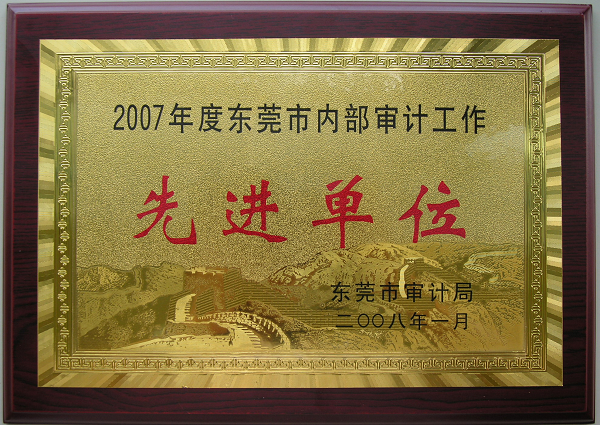 2007年度东莞市内部审计工作
先进单位
东莞市审计局
二〇〇八年一月